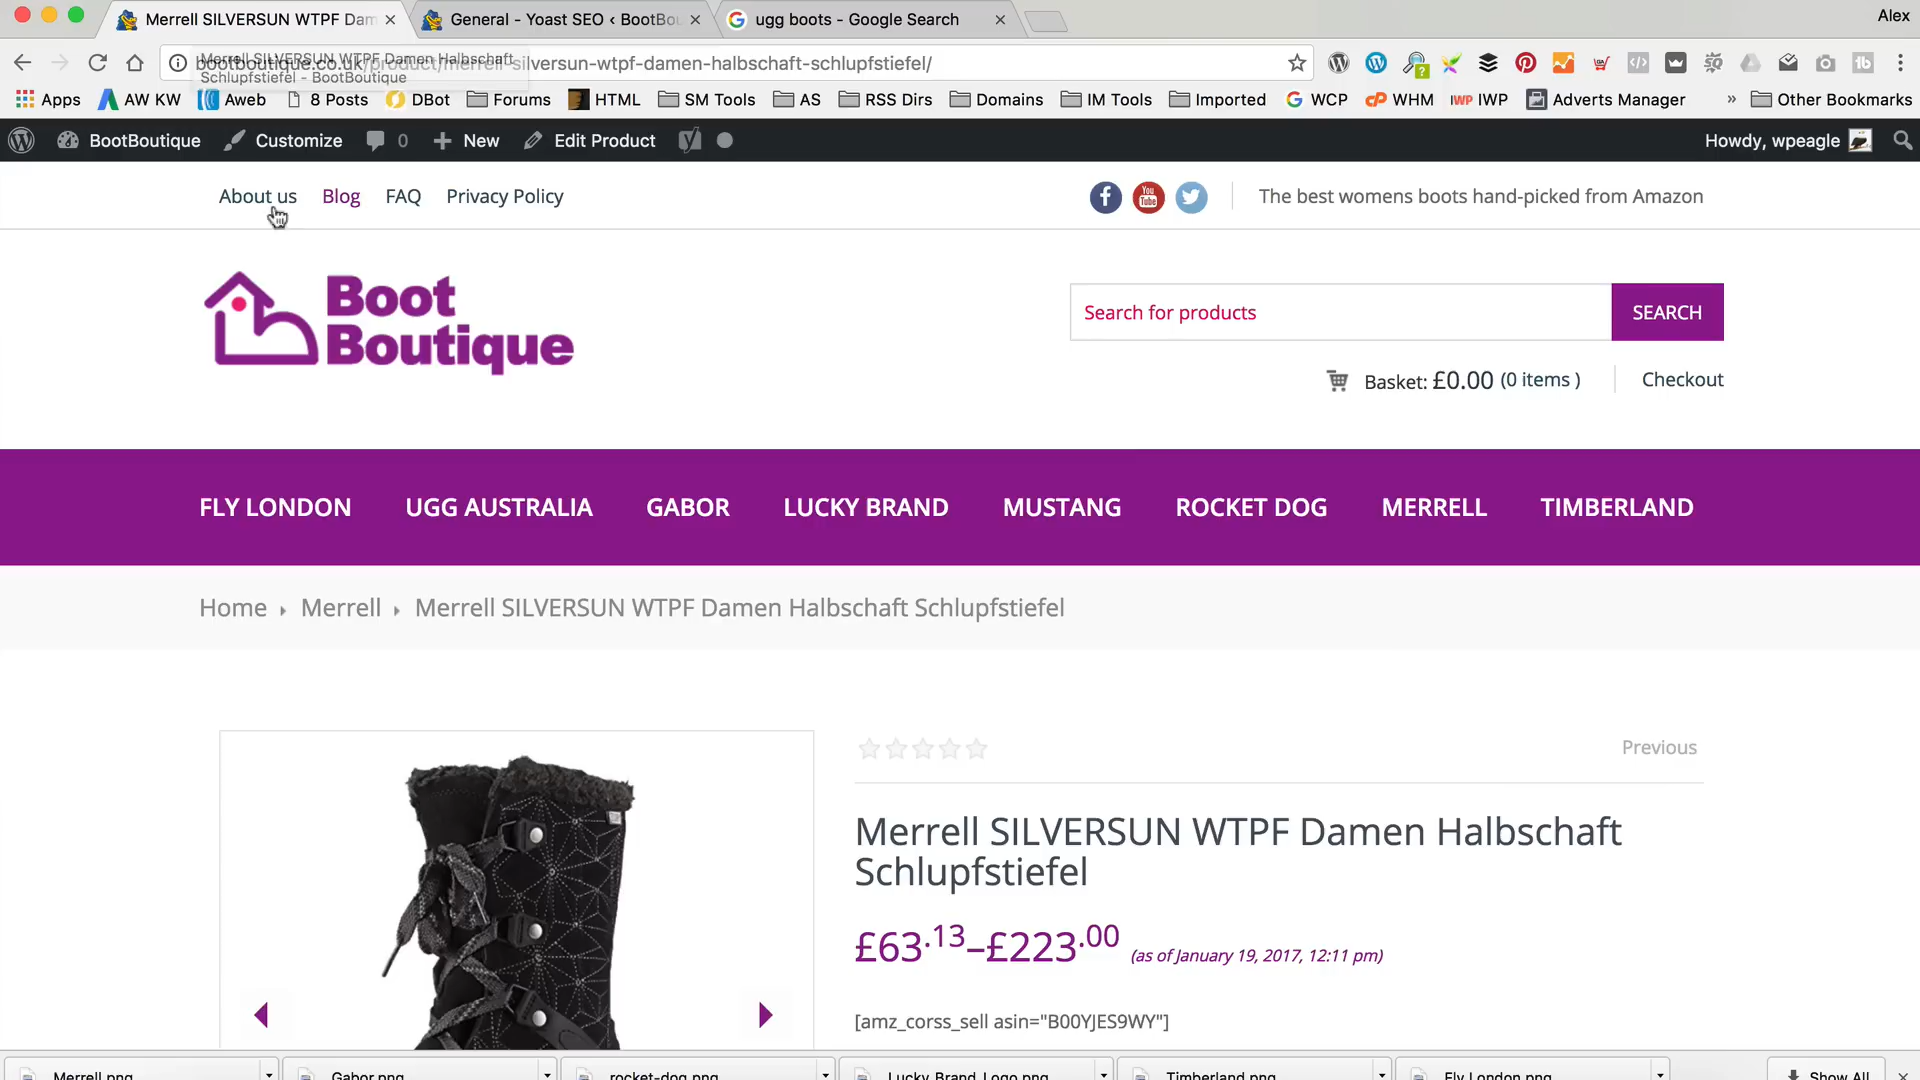 Merrell SILVERSUN WTPF Dam
General - Yoast SEO ‹ BootBou
ugg boots - Google Search
Alex
bootboutique.co.uk/product/merrell-silversun-wtpf-damen-halbschaft-schlupfstiefel/
Merrell SILVERSUN WTPF Damen Halbschaft
Schlupfstiefel - BootBoutique
Apps AW KW Aweb 8 Posts DBot Forums HTML SM Tools AS RSS Dirs Domains IM Tools Imported WCP WHM IWP Adverts Manager » Other Bookmarks
BootBoutique Customize 0 New Edit Product Howdy, wpeagle
About us Blog FAQ Privacy Policy The best womens boots hand-picked from Amazon
Boot
Boutique
Search for products SEARCH
Basket: £0.00 (0 items ) Checkout
FLY LONDON UGG AUSTRALIA GABOR LUCKY BRAND MUSTANG ROCKET DOG MERRELL TIMBERLAND
Home Merrell Merrell SILVERSUN WTPF Damen Halbschaft Schlupfstiefel
Previous
Merrell SILVERSUN WTPF Damen Halbschaft
Schlupfstiefel
£63.13–£223.00 (as of January 19, 2017, 12:11 pm)
[amz_corss_sell asin="B00YJES9WY"]
Merrell.png Gabor.png rocket-dog.png Lucky_Brand_Logo.png Timberland.png Fly London.png Show All